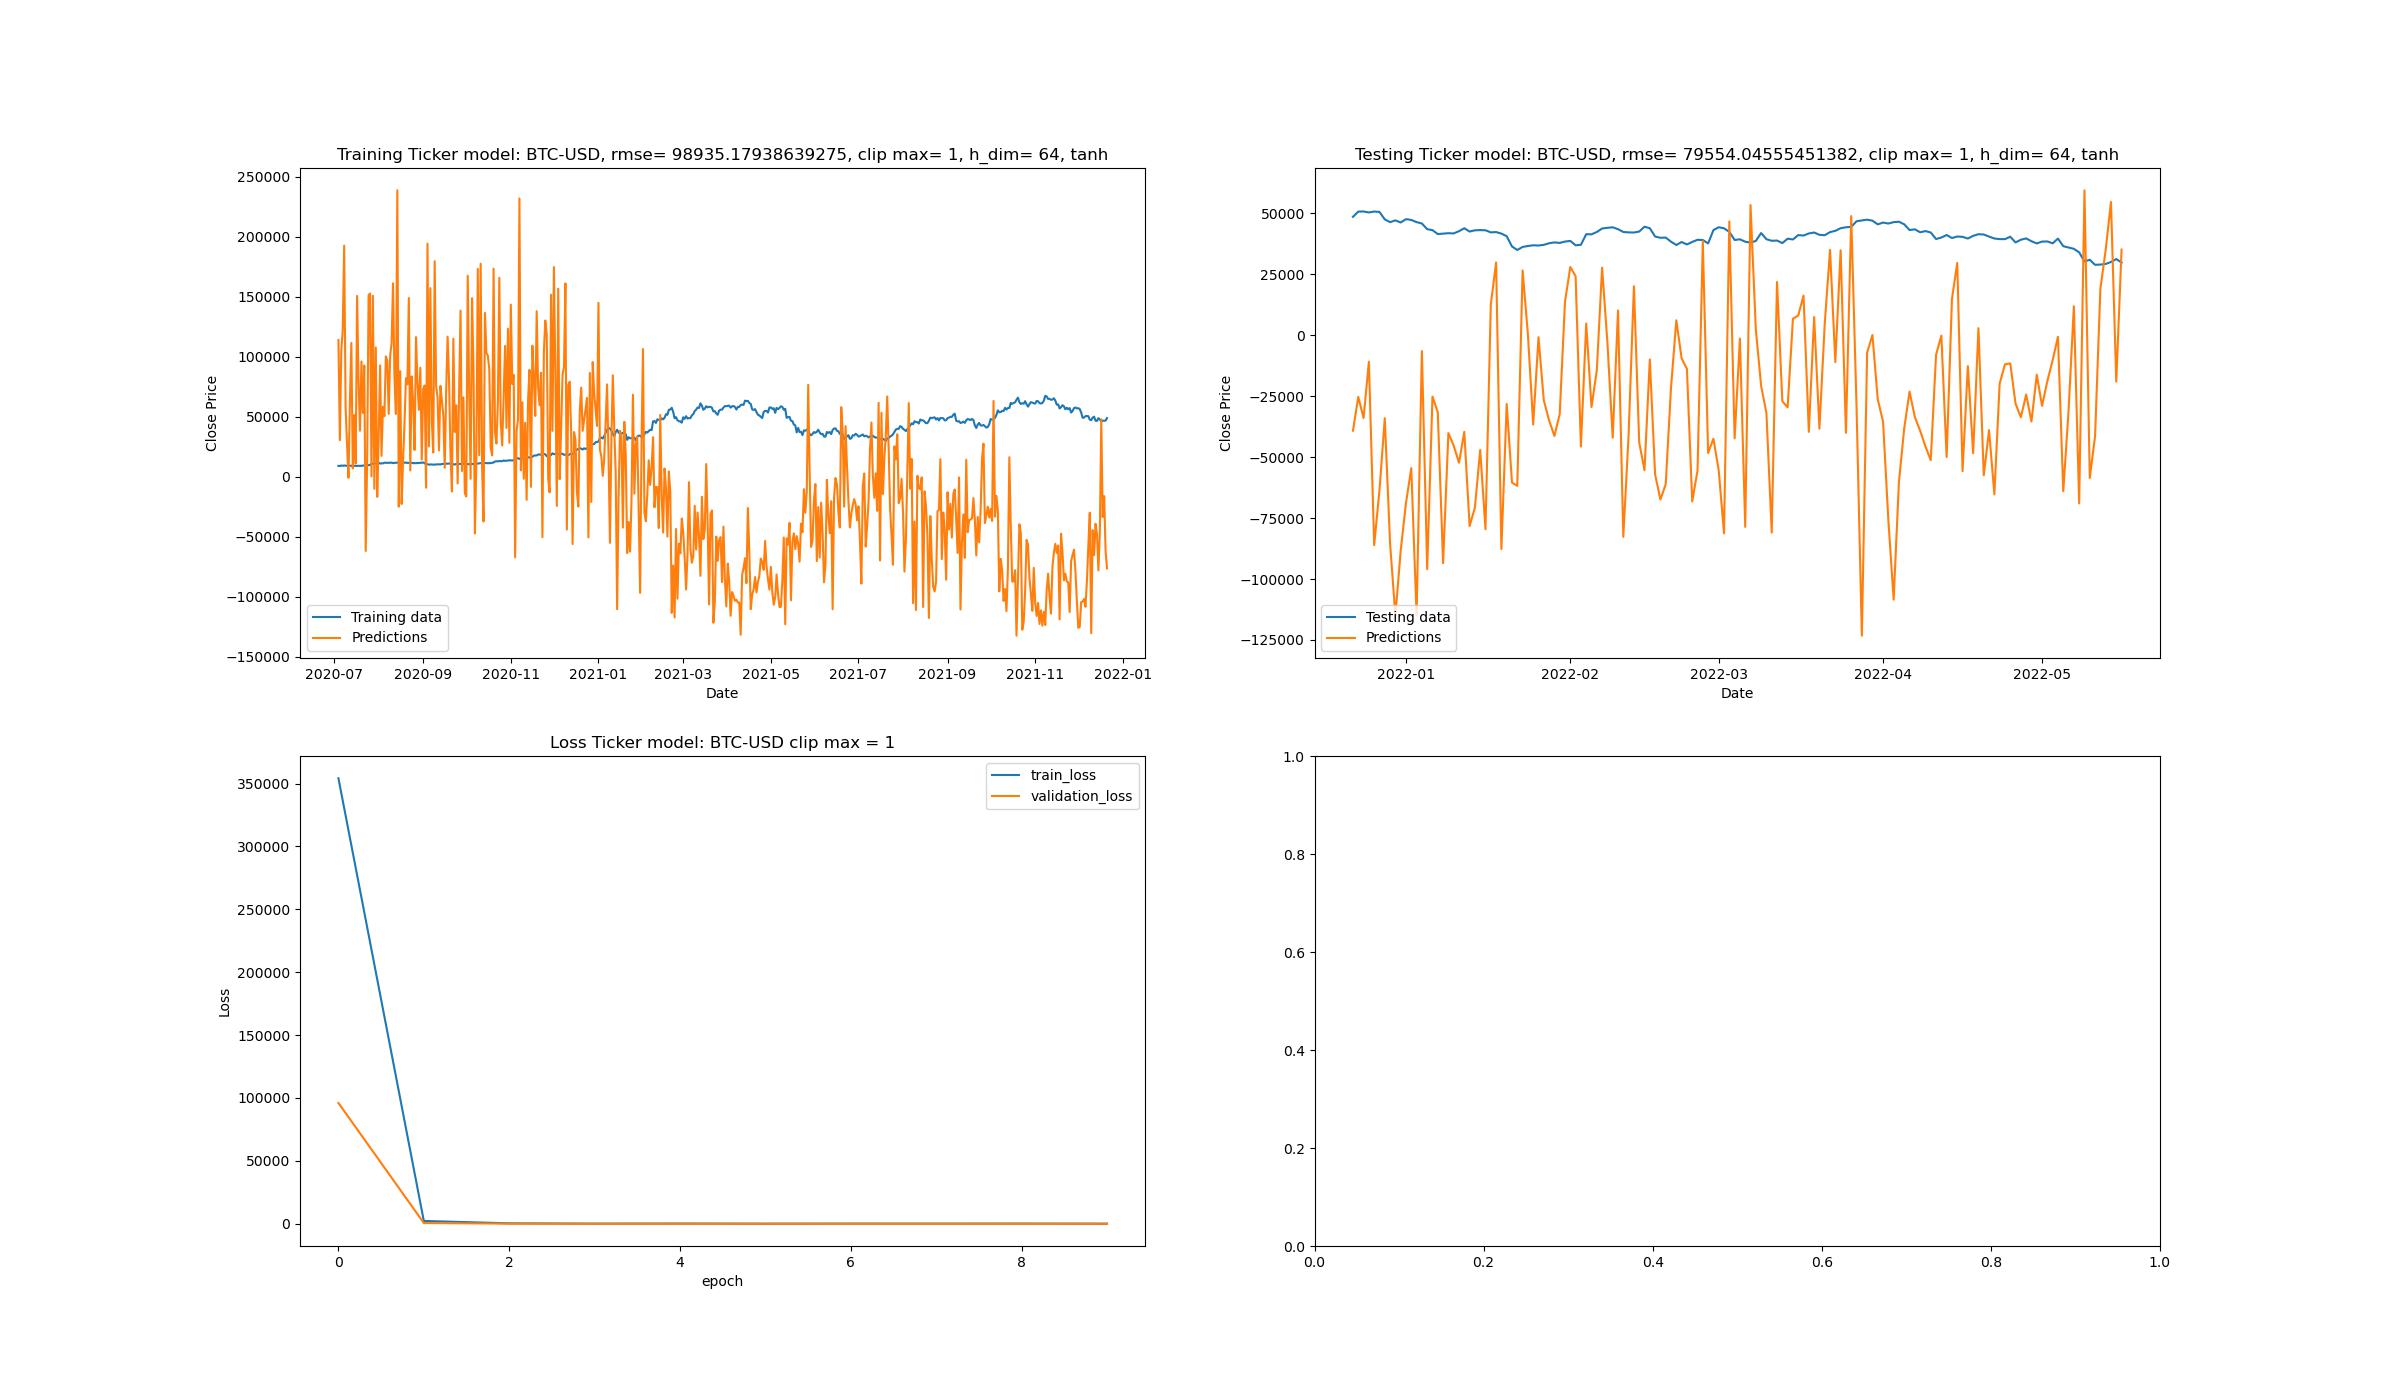 Training Ticker model: BTC-USD, rmse= 98935.17938639275, clip max= 1, h_dim= 64, tanh
250000
200000
150000
100000
50000
0
−50000
−100000
−150000
Close Price
Training data
Predictions
2020-07 2020-09 2020-11 2021-01 2021-03 2021-05 2021-07 2021-09 2021-11 2022-01
Date
Testing Ticker model: BTC-USD, rmse= 79554.04555451382, clip max= 1, h_dim= 64, tanh
50000
25000
0
−25000
−50000
−75000
−100000
−125000
Close Price
Testing data
Predictions
2022-01 2022-02 2022-03 2022-04 2022-05
Date
Loss Ticker model: BTC-USD clip max = 1
350000
300000
250000
200000
150000
100000
50000
0
Loss
train_loss
validation_loss
0 2 4 6 8
epoch
1.0
0.8
0.6
0.4
0.2
0.0
0.0 0.2 0.4 0.6 0.8 1.0